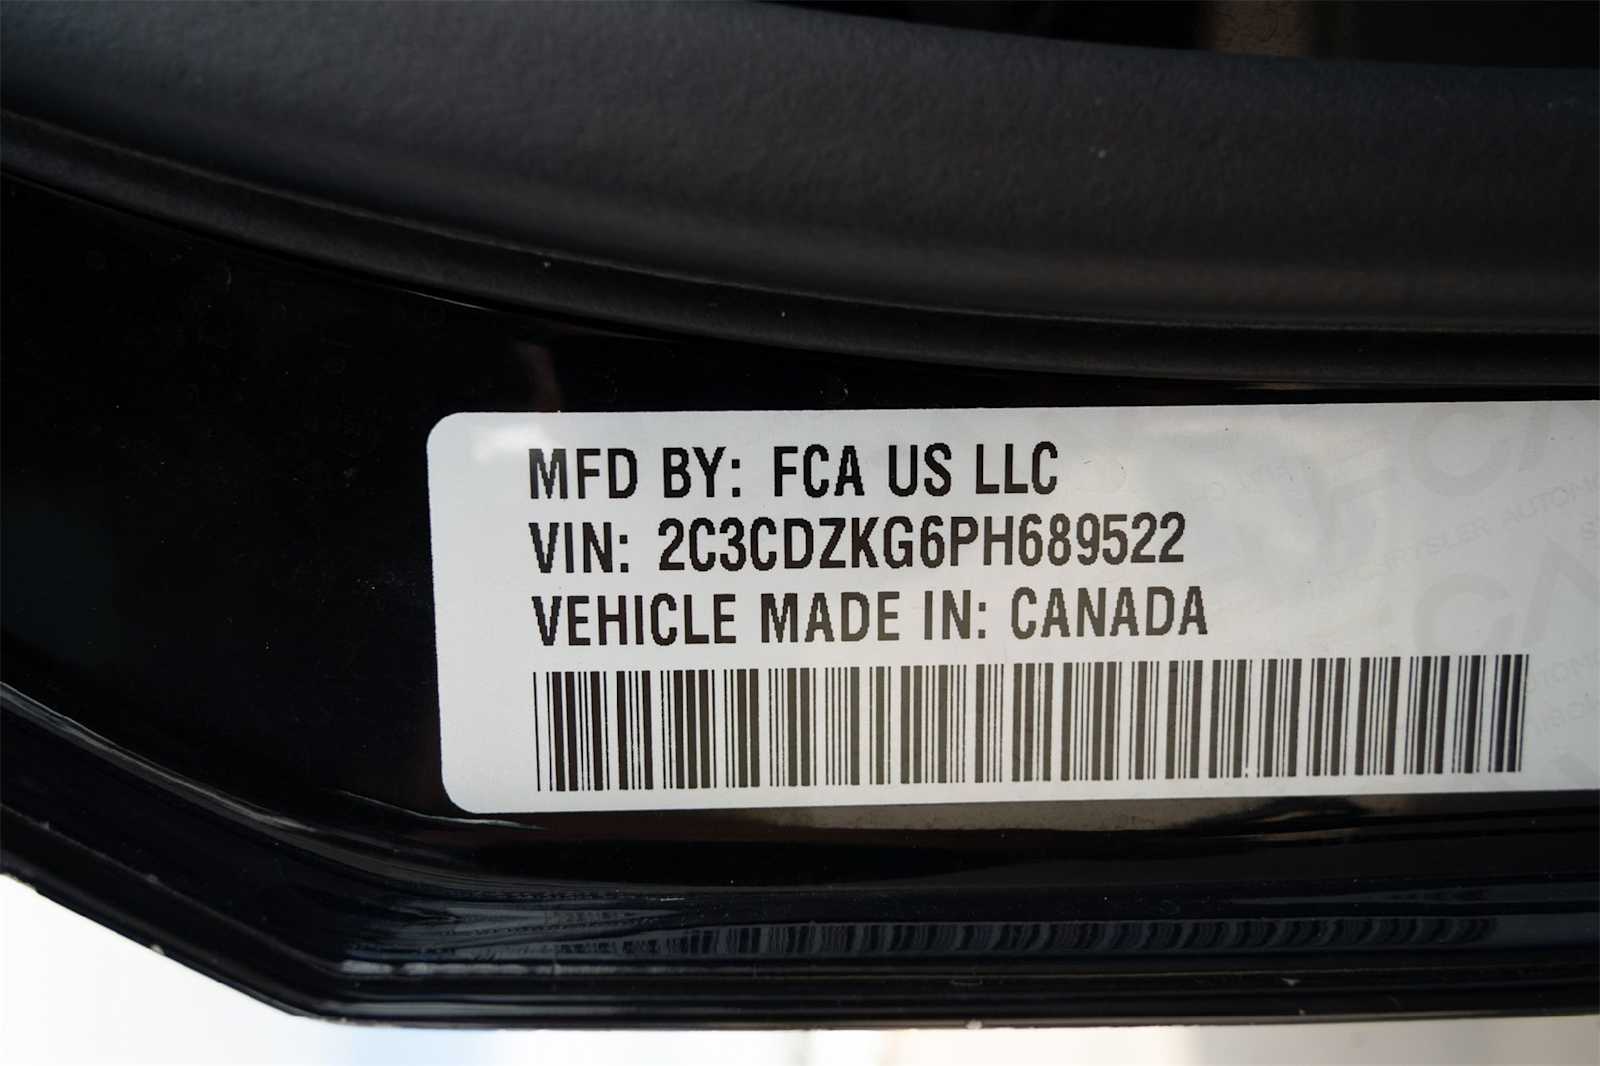 MFD BY: FCA US LLC
VIN: 2C3CDZKG6PH689522
VEHICLE MADE IN: CANADA